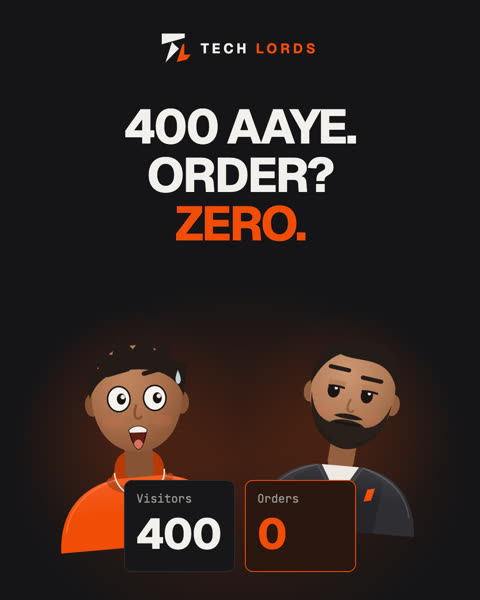 TECH LORDS
400 AAYE.
ORDER?
ZERO.
Visitors
400
Orders
0